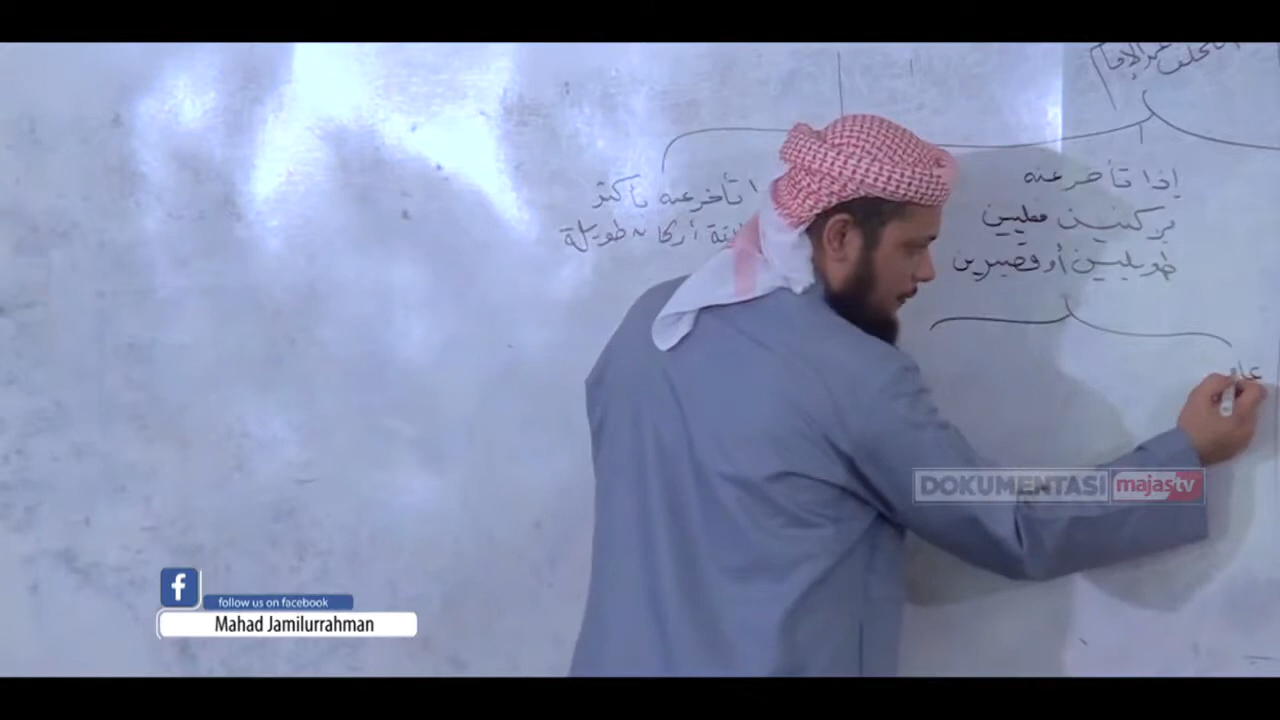 إذا تأخر عنه
بركنين فعليين
طويلين أو قصيرين
تأخر عنه بأكثر
أركان طويلة
DOKUMENTASI majastv
follow us on facebook
Mahad Jamilurrahman